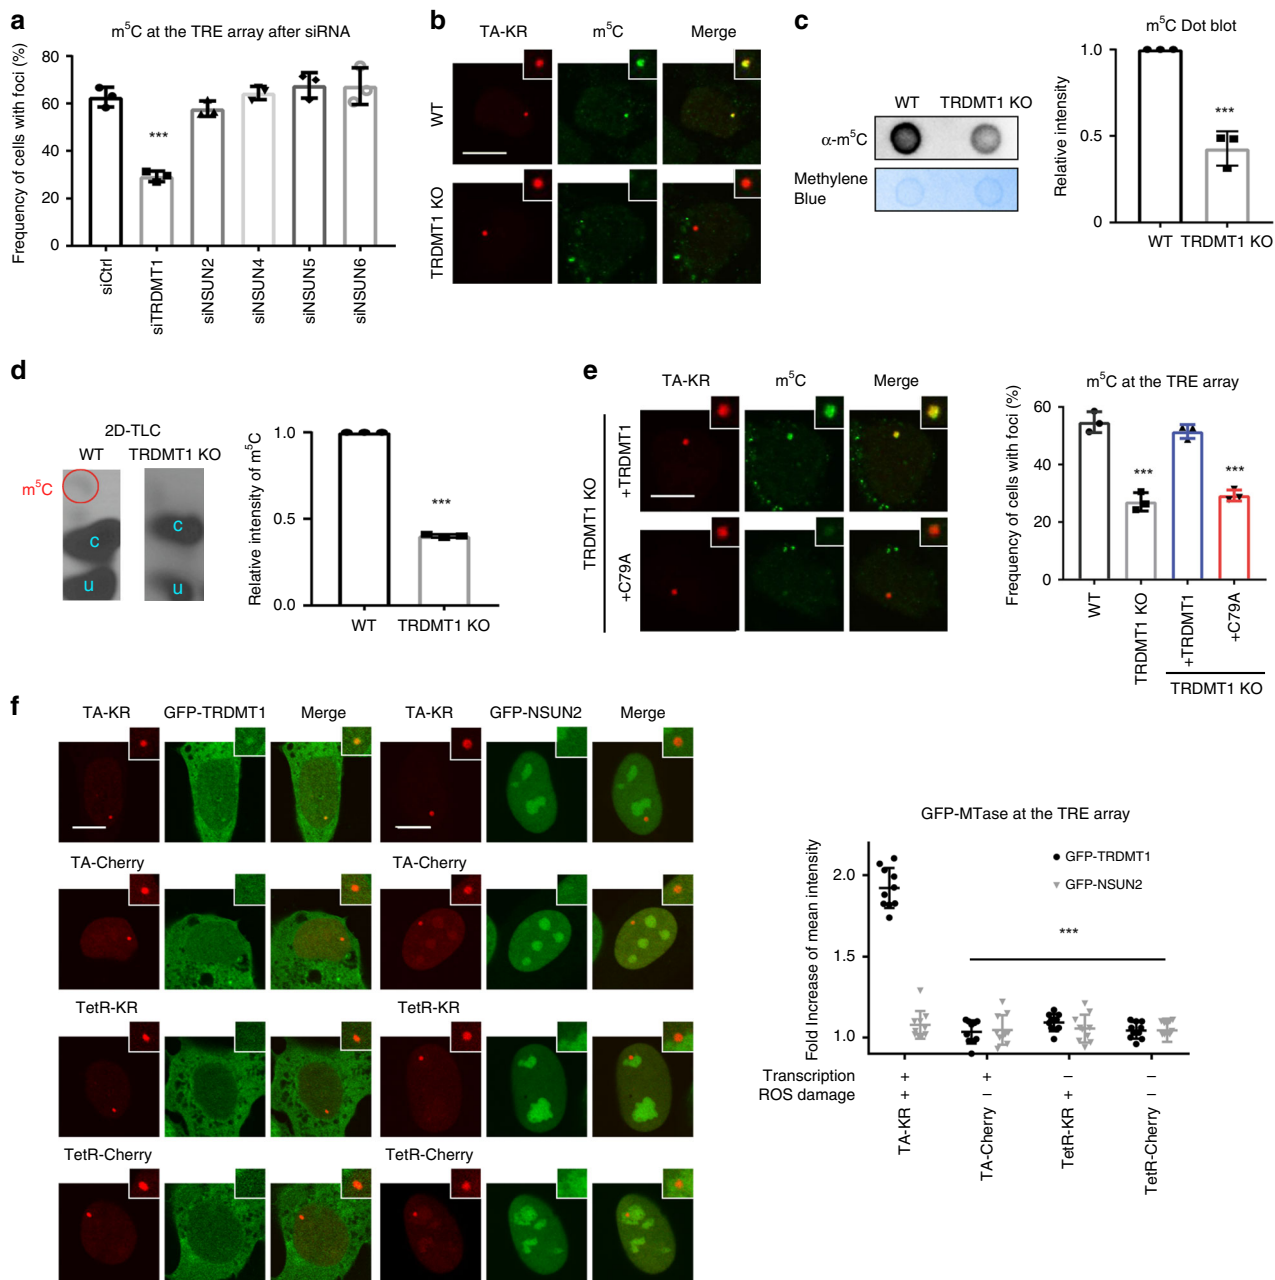 a
m⁵C at the TRE array after siRNA
Frequency of cells with foci (%)
80
60
40
20
0
***
siCtrl
siTRDMT1
siNSUN2
siNSUN4
siNSUN5
siNSUN6
b
TA-KR m⁵C Merge
WT
TRDMT1 KO
c
WT TRDMT1 KO
α-m⁵C
Methylene
Blue
m⁵C Dot blot
Relative intensity
1.0
0.5
0
***
WT TRDMT1 KO
d
2D-TLC
WT TRDMT1 KO
m⁵C
c c
u u
Relative intensity of m⁵C
1.0
0.5
0.0
***
WT TRDMT1 KO
e
TA-KR m⁵C Merge
TRDMT1 KO
+TRDMT1
+C79A
m⁵C at the TRE array
Frequency of cells with foci (%)
60
40
20
0
*** ***
WT
TRDMT1 KO
+TRDMT1
+C79A
TRDMT1 KO
f
TA-KR GFP-TRDMT1 Merge TA-KR GFP-NSUN2 Merge
TA-Cherry TA-Cherry
TetR-KR TetR-KR
TetR-Cherry TetR-Cherry
GFP-MTase at the TRE array
Fold Increase of mean intensity
2.0
1.5
1.0
GFP-TRDMT1
GFP-NSUN2
***
Transcription + + − −
ROS damage + − + −
TA-KR
TA-Cherry
TetR-KR
TetR-Cherry